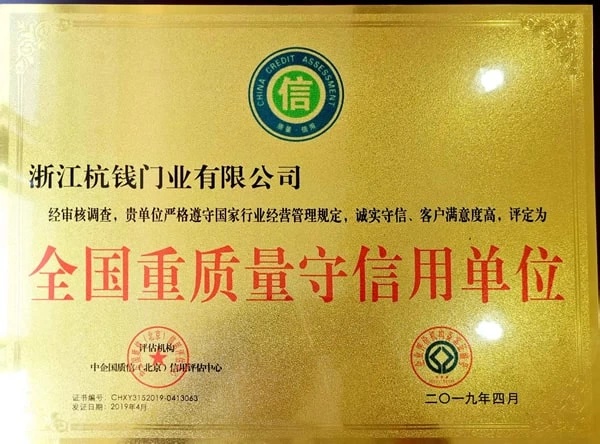 CHINA CREDIT ASSESSMENT
信
质量·信用
浙江杭钱门业有限公司
经审核调查，贵单位严格遵守国家行业经营管理规定，诚实守信、客户满意度高，评定为
全国重质量守信用单位
评估机构
中企国质信（北京）信用评估中心
证书编号：CHXY3152019-0413063
发证日期：2019年4月
二〇一九年四月